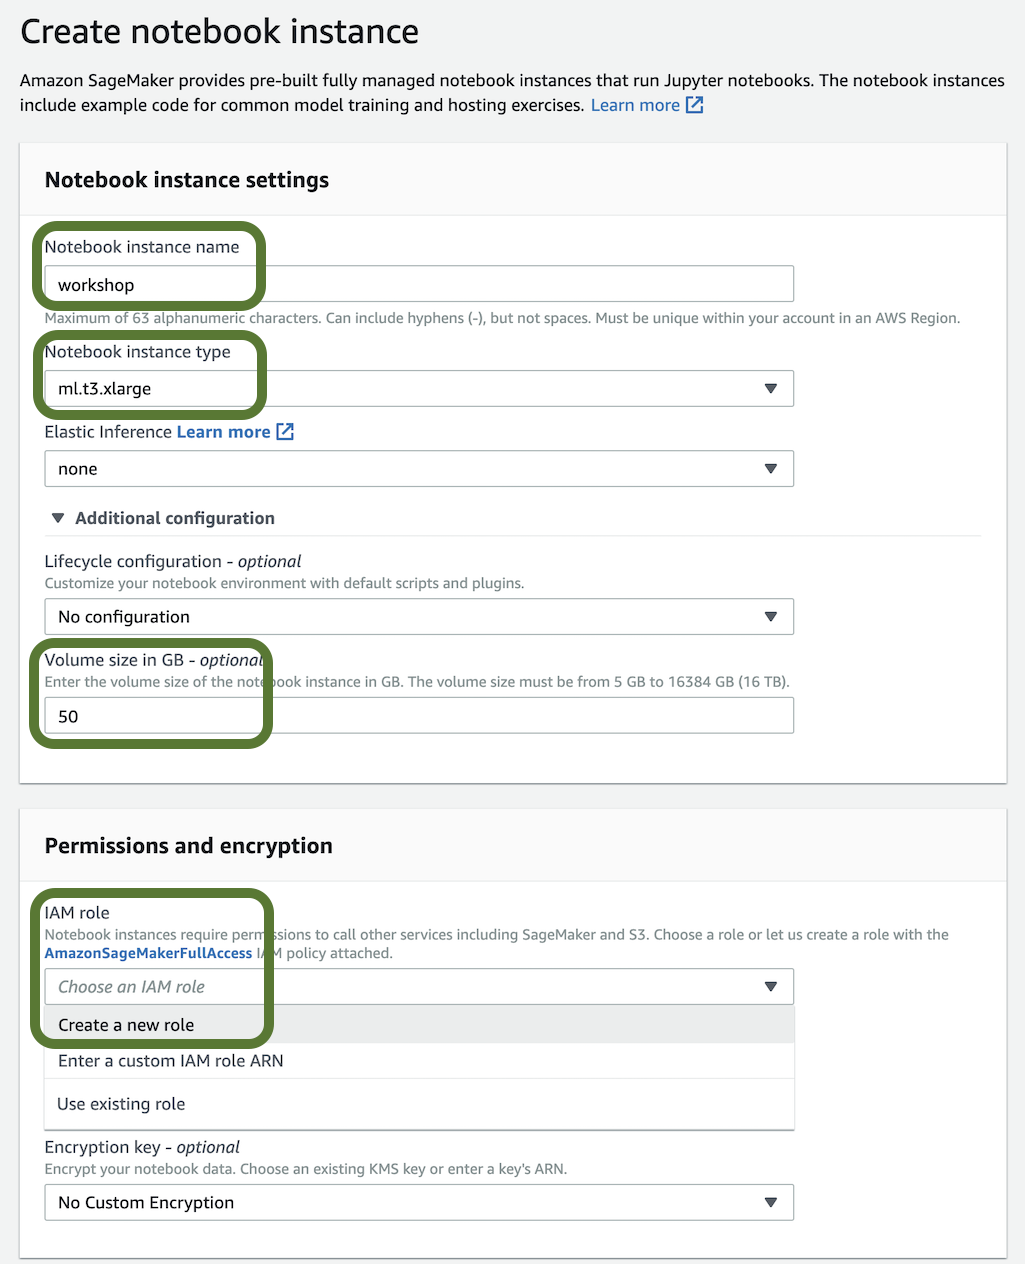 Create notebook instance
Amazon SageMaker provides pre-built fully managed notebook instances that run Jupyter notebooks. The notebook instances
include example code for common model training and hosting exercises. Learn more
Notebook instance settings
Notebook instance name
workshop
Maximum of 63 alphanumeric characters. Can include hyphens (-), but not spaces. Must be unique within your account in an AWS Region.
Notebook instance type
ml.t3.xlarge
Elastic Inference Learn more
none
Additional configuration
Lifecycle configuration - optional
Customize your notebook environment with default scripts and plugins.
No configuration
Volume size in GB - optional
Enter the volume size of the notebook instance in GB. The volume size must be from 5 GB to 16384 GB (16 TB).
50
Permissions and encryption
IAM role
Notebook instances require permissions to call other services including SageMaker and S3. Choose a role or let us create a role with the
AmazonSageMakerFullAccess IAM policy attached.
Choose an IAM role
Create a new role
Enter a custom IAM role ARN
Use existing role
Encryption key - optional
Encrypt your notebook data. Choose an existing KMS key or enter a key's ARN.
No Custom Encryption